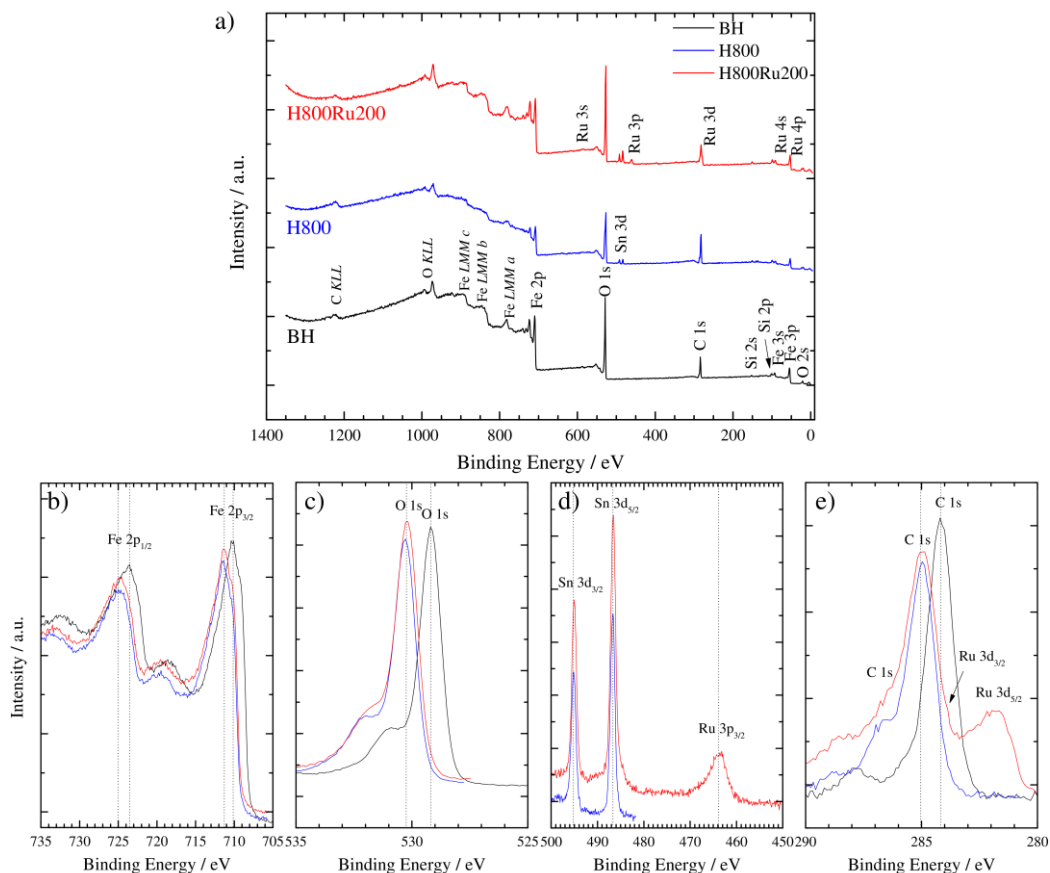 a)
BH
H800
H800Ru200
H800Ru200
Ru 3s
Ru 3p
Ru 3d
Ru 4s
Ru 4p
H800
Sn 3d
C KLL
O KLL
Fe LMM c
Fe LMM b
Fe LMM a
Fe 2p
O 1s
C 1s
Si 2s
Si 2p
Fe 3s
Fe 3p
O 2s
BH
Intensity / a.u.
1400 1200 1000 800 600 400 200 0
Binding Energy / eV
b)
Fe 2p1/2
Fe 2p3/2
Intensity / a.u.
735 725 715 705
Binding Energy / eV
c)
O 1s O 1s
535 530 525
Binding Energy / eV
d)
Sn 3d5/2
Sn 3d3/2
Ru 3p3/2
500 490 480 470 460 450
Binding Energy / eV
e)
C 1s
C 1s
C 1s
Ru 3d3/2
Ru 3d5/2
290 285 280
Binding Energy / eV